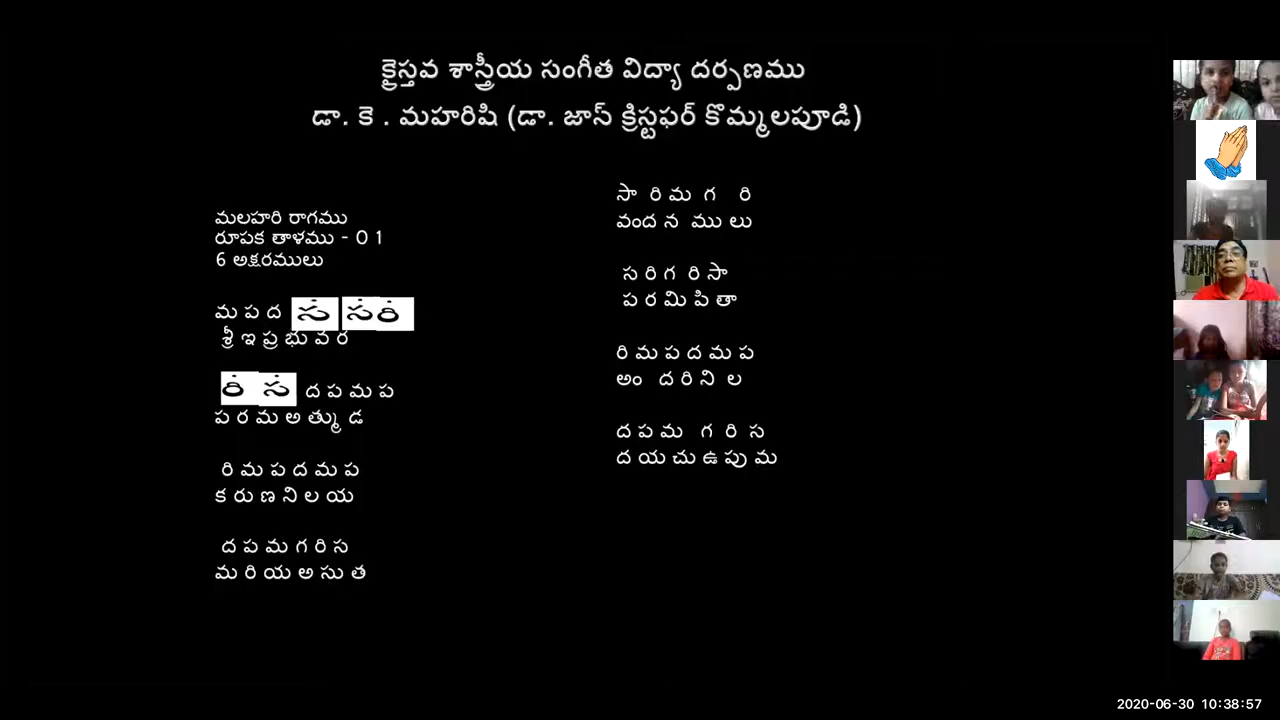 క్రైస్తవ శాస్త్రీయ సంగీత విద్యా దర్పణము
డా. కె . మహరిషి (డా. జాస్ క్రిస్టఫర్ కొమ్మలపూడి)
మలహరి రాగము
రూపక తాళము - 0 1
6 అక్షరములు
మ ప ద స̇ స̇ రి̇
శ్రీ ఇ ప్ర భు వ ర
రి̇ స̇ ద ప మ ప
ప ర మ అ త్ము డ
రి మ ప ద మ ప
క రు ణ ని ల య
ద ప మ గ రి స
మ రి య అ సు త
సా రి మ గ రి
వంద న ము లు
స రి గ రి సా
ప ర మి పి తా
రి మ ప ద మ ప
అం ద రి ని ల
ద ప మ గ రి స
ద య చు ఉ పు మ
2020-06-30 10:38:57